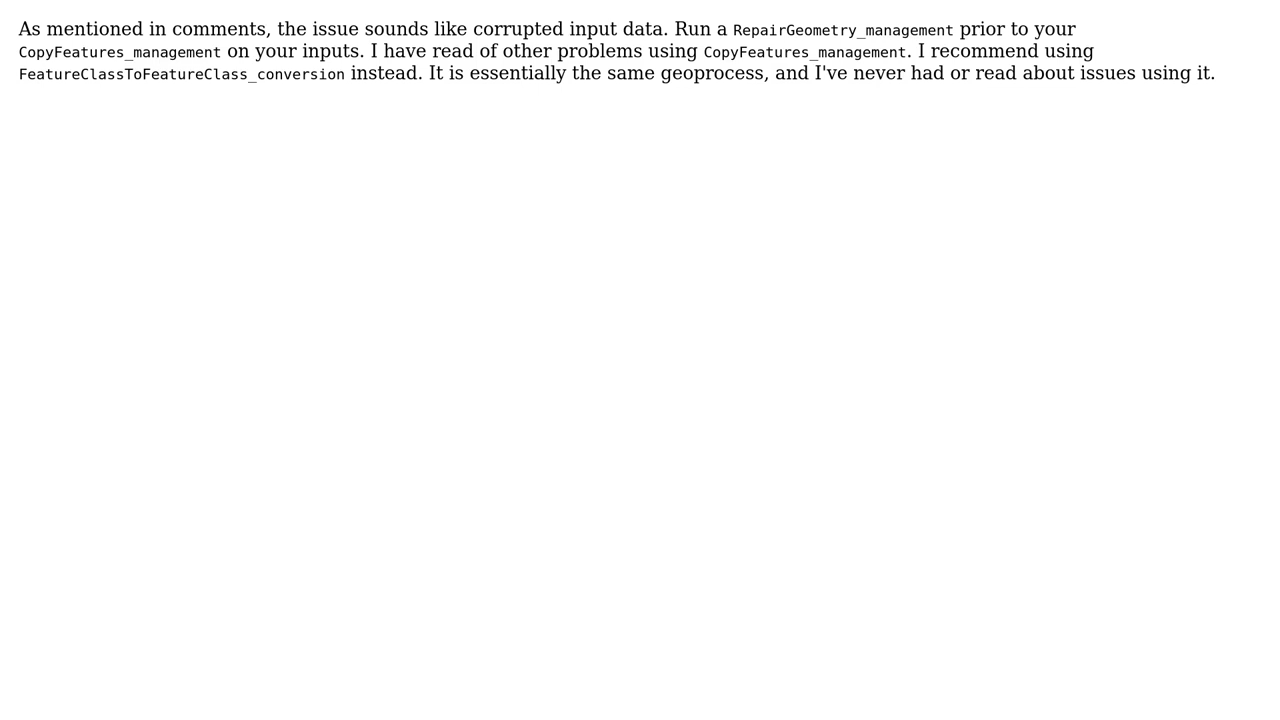 As mentioned in comments, the issue sounds like corrupted input data. Run a RepairGeometry_management prior to your
CopyFeatures_management on your inputs. I have read of other problems using CopyFeatures_management. I recommend using
FeatureClassToFeatureClass_conversion instead. It is essentially the same geoprocess, and I've never had or read about issues using it.